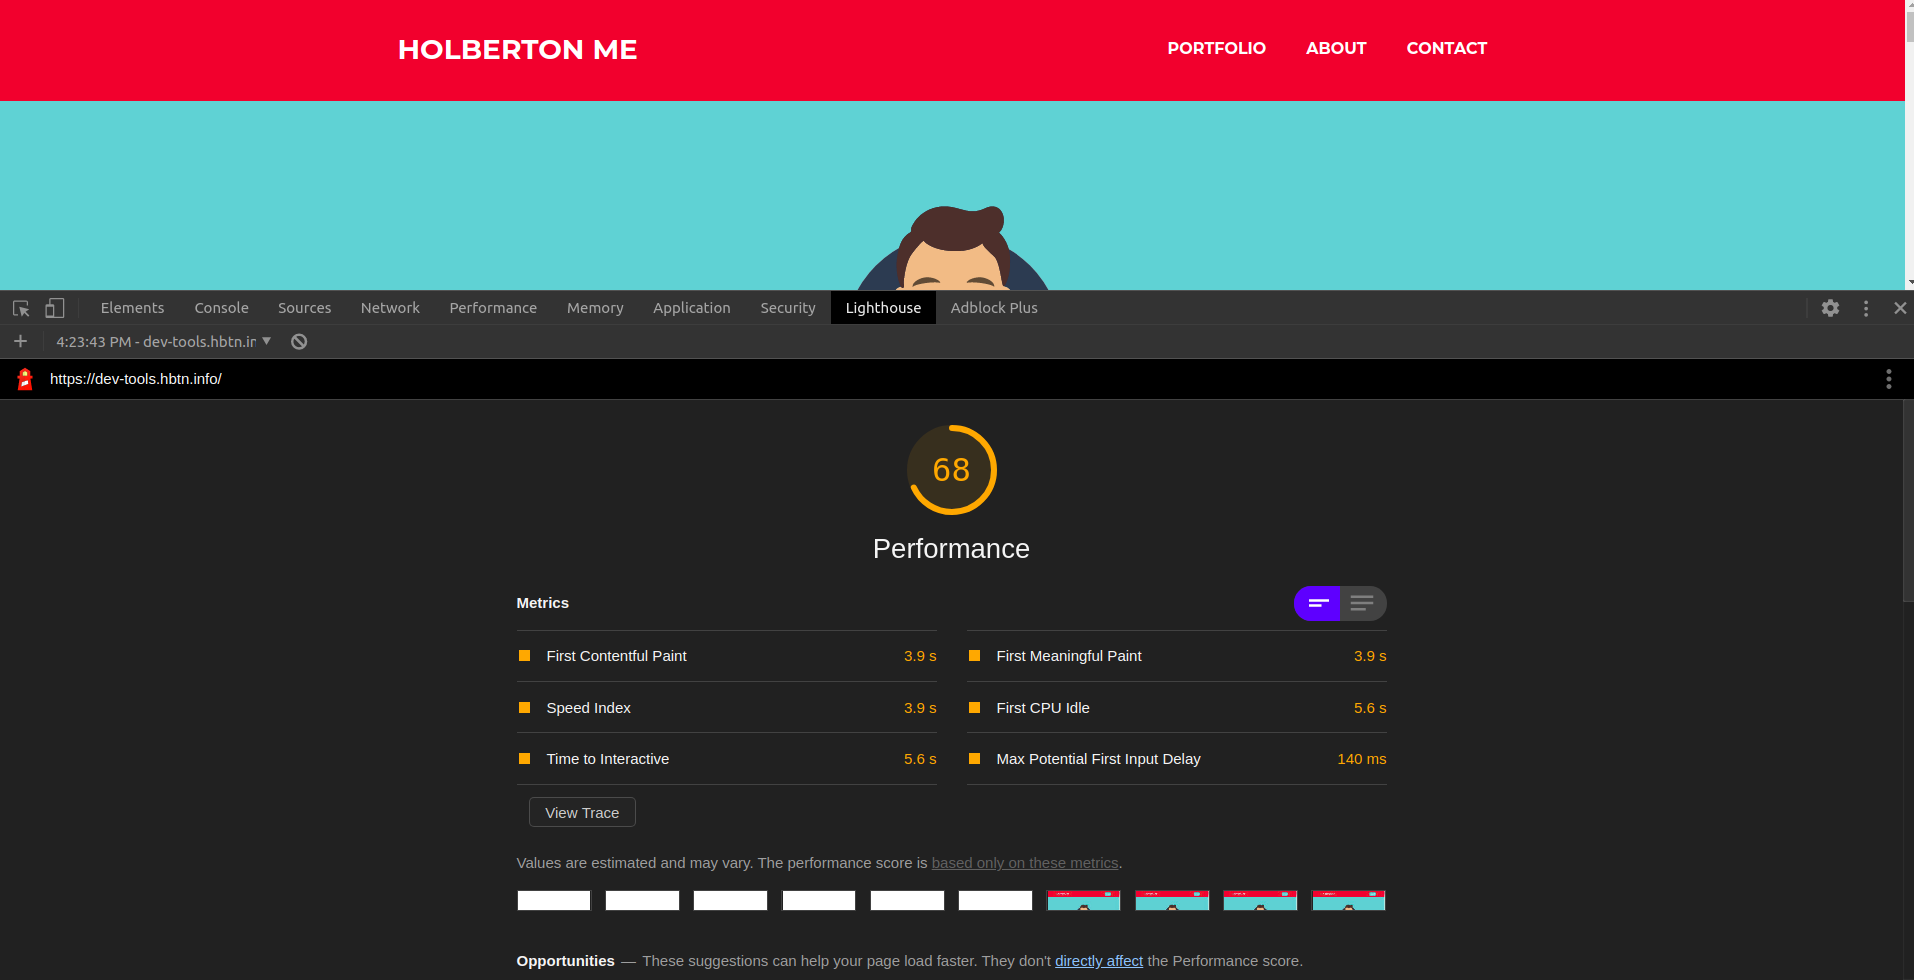 HOLBERTON ME PORTFOLIO ABOUT CONTACT
Elements Console Sources Network Performance Memory Application Security Lighthouse Adblock Plus
4:23:43 PM - dev-tools.hbtn.in
https://dev-tools.hbtn.info/
68
Performance
Metrics
First Contentful Paint 3.9 s First Meaningful Paint 3.9 s
Speed Index 3.9 s First CPU Idle 5.6 s
Time to Interactive 5.6 s Max Potential First Input Delay 140 ms
View Trace
Values are estimated and may vary. The performance score is based only on these metrics.
Opportunities — These suggestions can help your page load faster. They don't directly affect the Performance score.